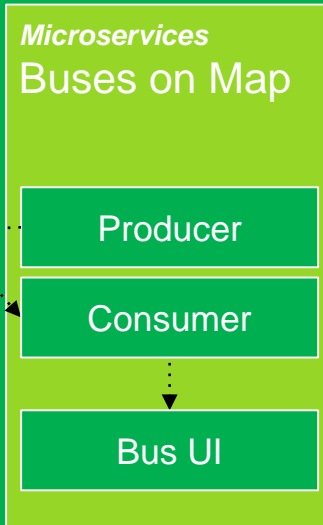 Microservices
Buses on Map
Producer
Consumer
Bus UI